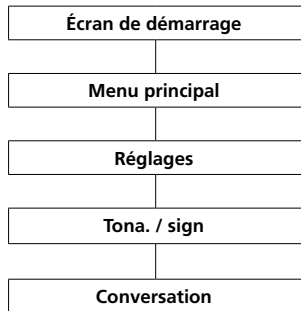 Écran de démarrage
Menu principal
Réglages
Tona. / sign
Conversation